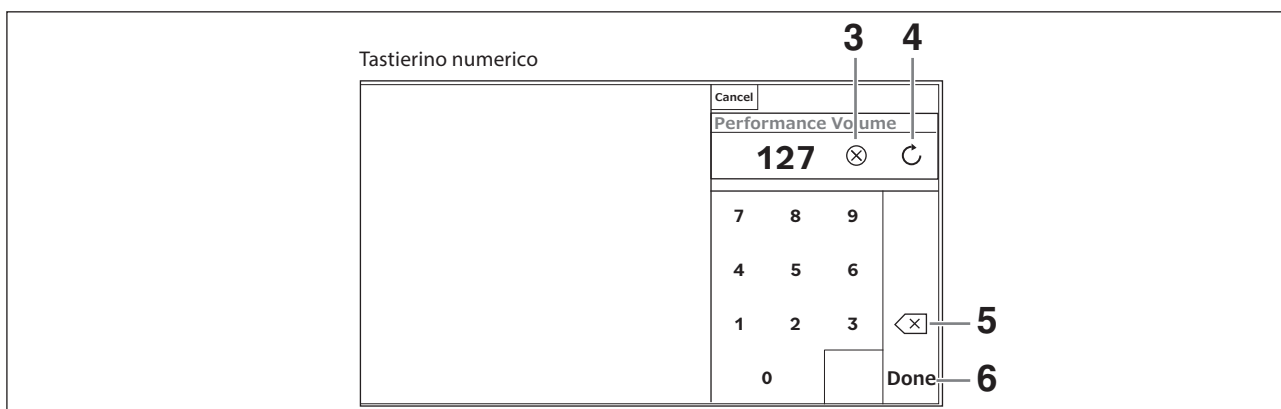 3 4
Tastierino numerico
Cancel
Performance Volume
127
7 8 9
4 5 6
1 2 3
5
0
Done
6